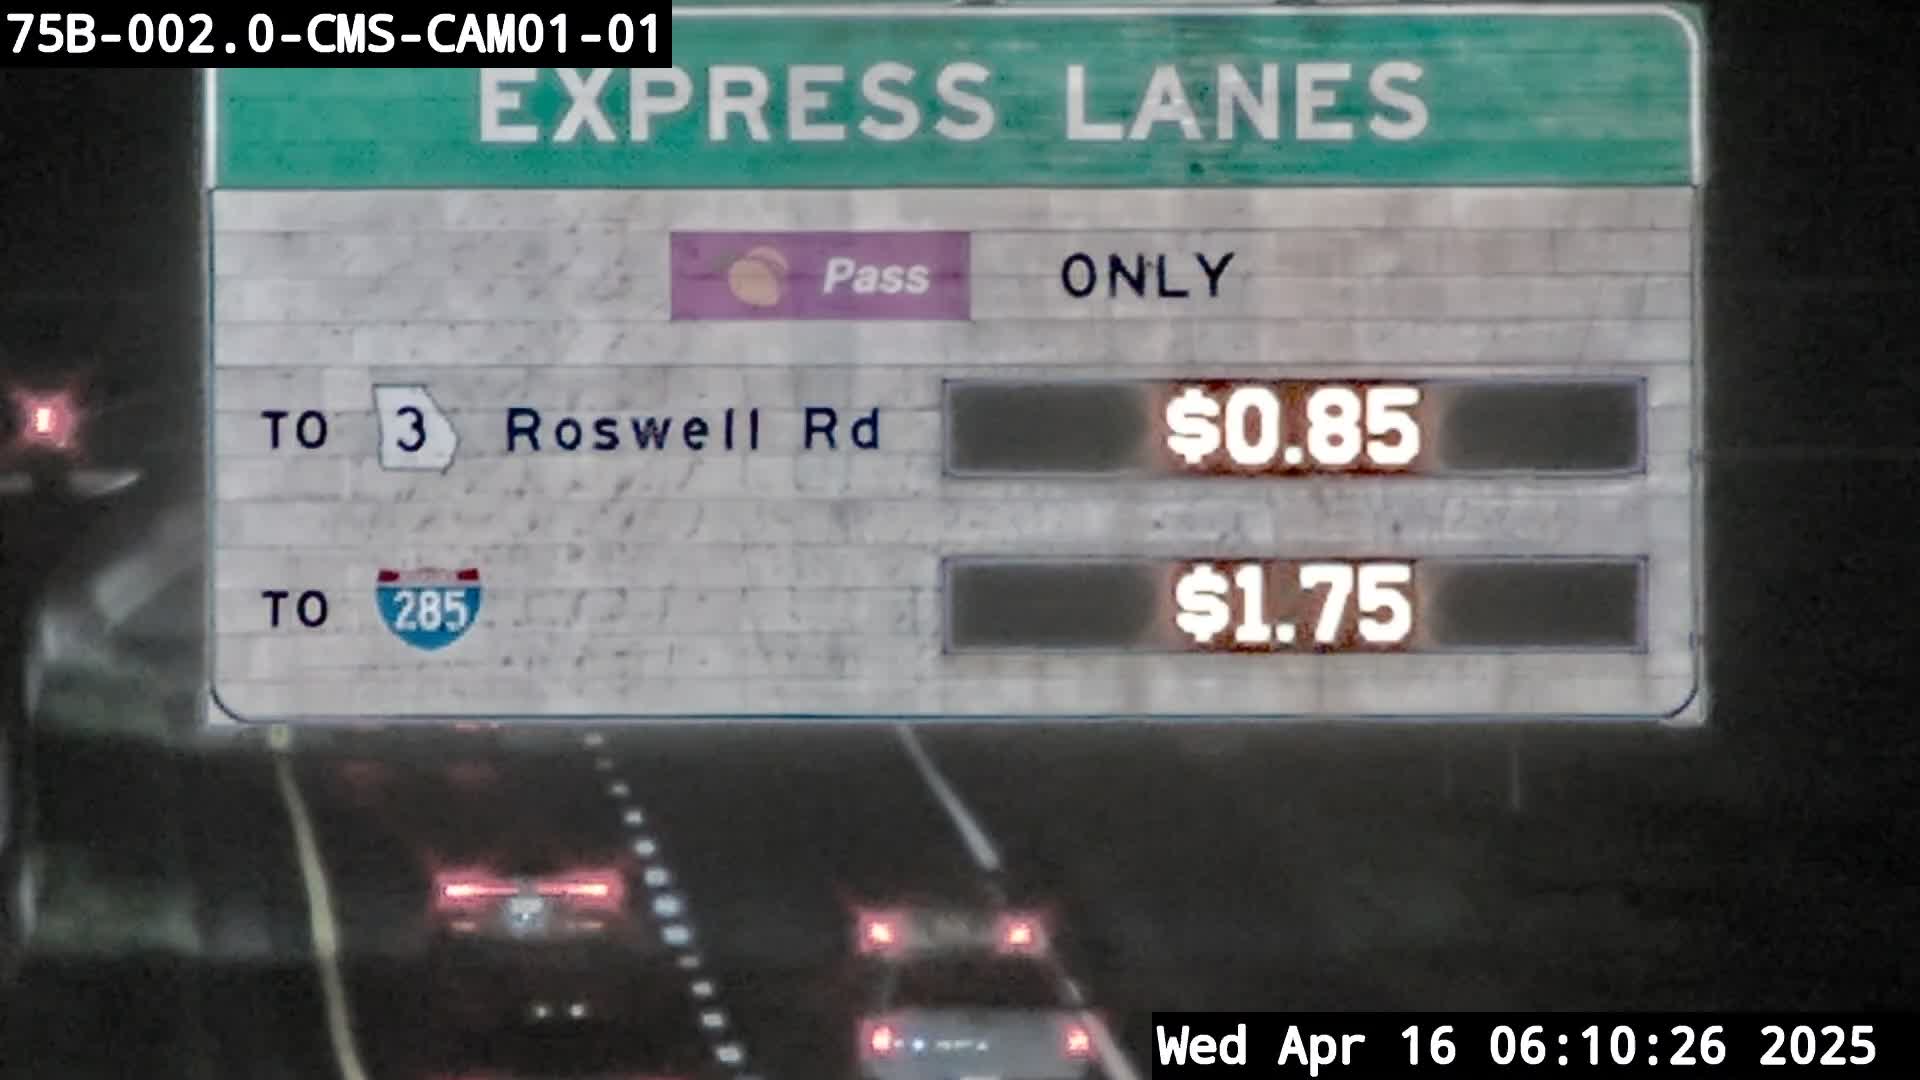 75B-002.0-CMS-CAM01-01
EXPRESS LANES
Pass ONLY
TO 3 Roswell Rd $0.85
TO 285 $1.75
Wed Apr 16 06:10:26 2025